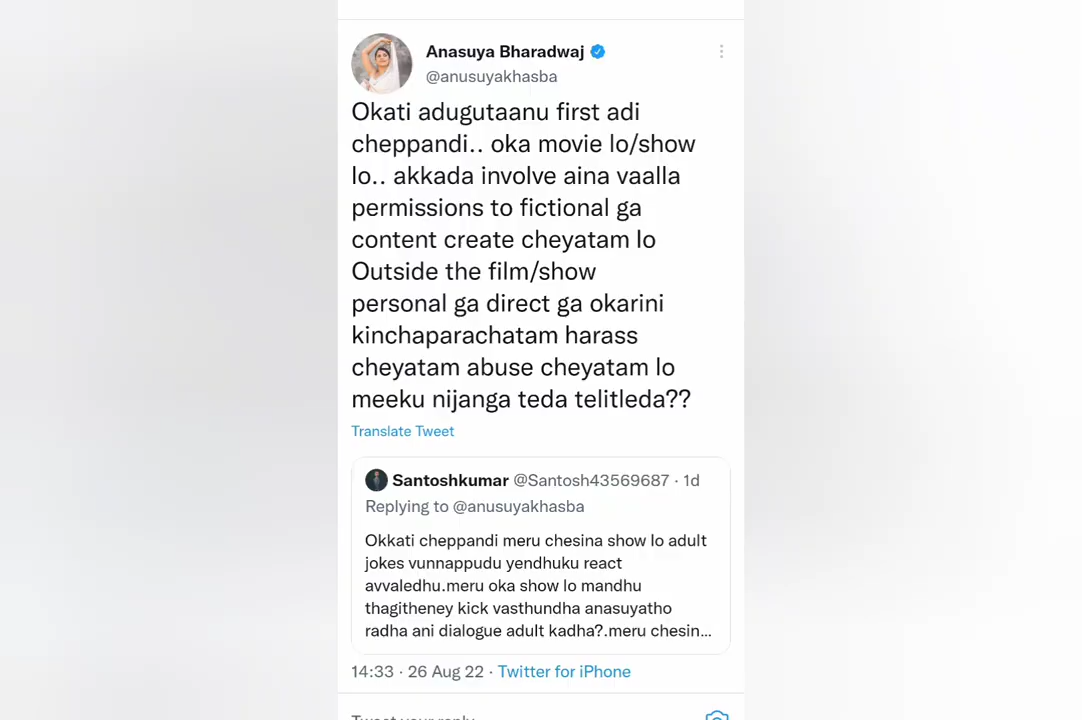 Anasuya Bharadwaj
@anusuyakhasba
Okati adugutaanu first adi
cheppandi.. oka movie lo/show
lo.. akkada involve aina vaalla
permissions to fictional ga
content create cheyatam lo
Outside the film/show
personal ga direct ga okarini
kinchaparachatam harass
cheyatam abuse cheyatam lo
meeku nijanga teda telitleda??
Translate Tweet
Santoshkumar @Santosh43569687 · 1d
Replying to @anusuyakhasba
Okkati cheppandi meru chesina show lo adult
jokes vunnappudu yendhuku react
avvaledhu.meru oka show lo mandhu
thagitheney kick vasthundha anasuyatho
radha ani dialogue adult kadha?.meru chesin...
14:33 · 26 Aug 22 · Twitter for iPhone
Tweet your reply